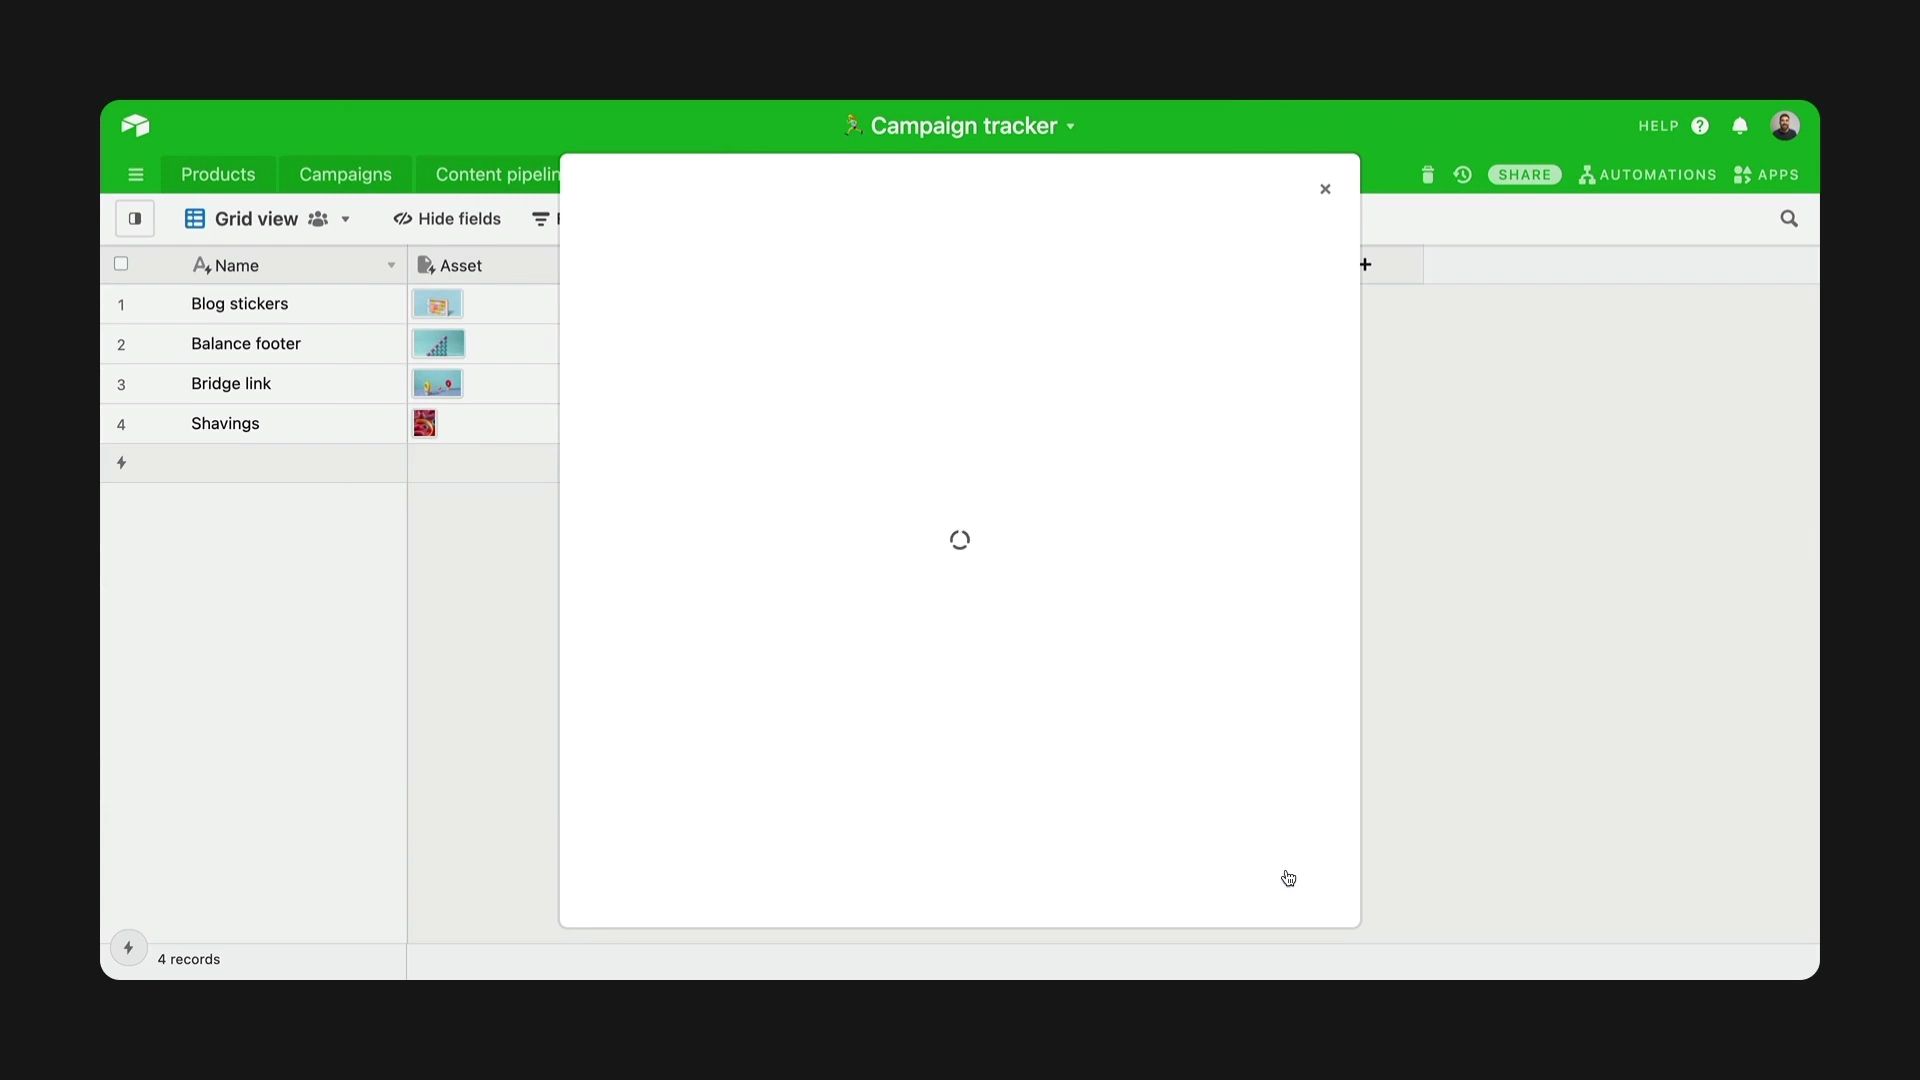 Campaign tracker
HELP
Products
Campaigns
Content pipelin
SHARE
AUTOMATIONS
APPS
Grid view
Hide fields
Name
Asset
1
Blog stickers
2
Balance footer
3
Bridge link
4
Shavings
4 records